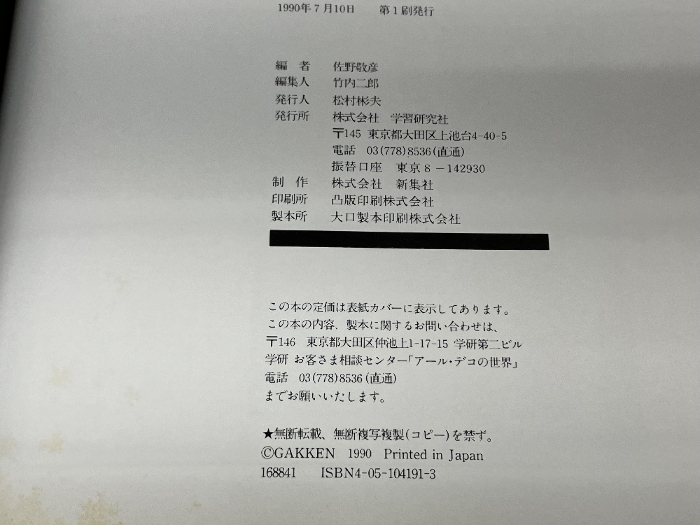 1990年7月10日　第1刷発行
編　者　佐野敬彦
編集人　竹内二郎
発行人　松村彬夫
発行所　株式会社　学習研究社
〒145 東京都大田区上池台4-40-5
電話　03(778)8536(直通)
振替口座　東京8－142930
制　作　株式会社　新集社
印刷所　凸版印刷株式会社
製本所　大口製本印刷株式会社
この本の定価は表紙カバーに表示してあります。
この本の内容、製本に関するお問い合わせは、
〒146 東京都大田区仲池上1-17-15 学研第二ビル
学研 お客さま相談センター「アール・デコの世界」
電話　03(778)8536(直通)
までお願いいたします。
★無断転載、無断複写複製(コピー)を禁ず。
©GAKKEN 1990 Printed in Japan
168841 ISBN4-05-104191-3